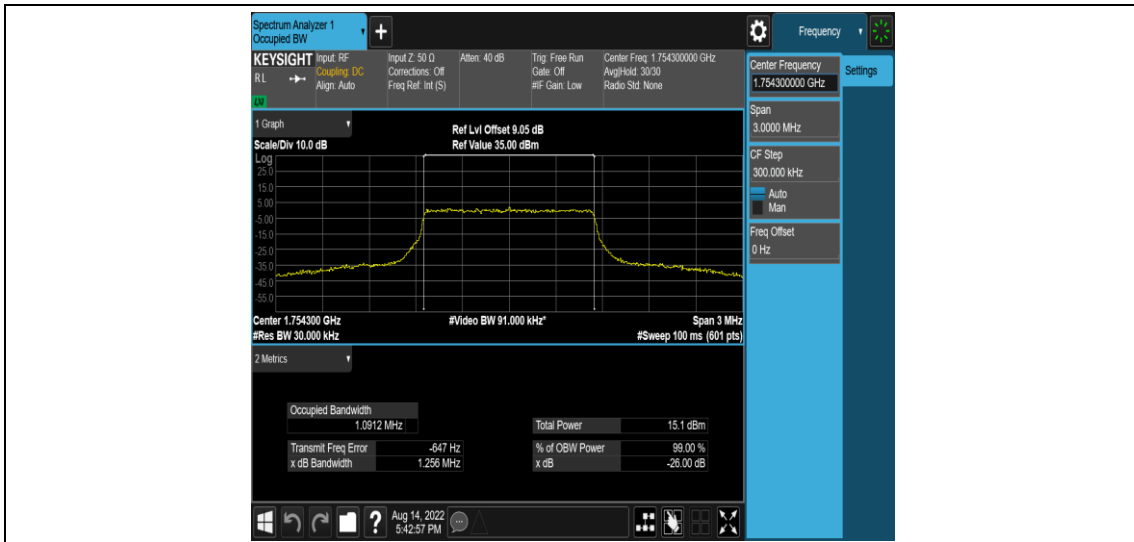 Spectrum Analyzer 1
Occupied BW
+
Frequency
KEYSIGHT
RL
LXI
Input: RF
Coupling: DC
Align: Auto
Input Z: 50 Ω
Corrections: Off
Freq Ref: Int (S)
Atten: 40 dB
Trig: Free Run
Gate: Off
#IF Gain: Low
Center Freq: 1.754300000 GHz
Avg|Hold: 30/30
Radio Std: None
Center Frequency
1.754300000 GHz
Settings
Span
3.0000 MHz
CF Step
300.000 kHz
Auto
Man
Freq Offset
0 Hz
1 Graph
Scale/Div 10.0 dB
Ref Lvl Offset 9.05 dB
Ref Value 35.00 dBm
Log
25.0
15.0
5.00
-5.00
-15.0
-25.0
-35.0
-45.0
-55.0
Center 1.754300 GHz
#Video BW 91.000 kHz*
Span 3 MHz
#Res BW 30.000 kHz
#Sweep 100 ms (601 pts)
2 Metrics
Occupied Bandwidth
1.0912 MHz
Total Power 15.1 dBm
Transmit Freq Error -647 Hz
% of OBW Power 99.00 %
x dB Bandwidth 1.256 MHz
x dB -26.00 dB
?
Aug 14, 2022
5:42:57 PM